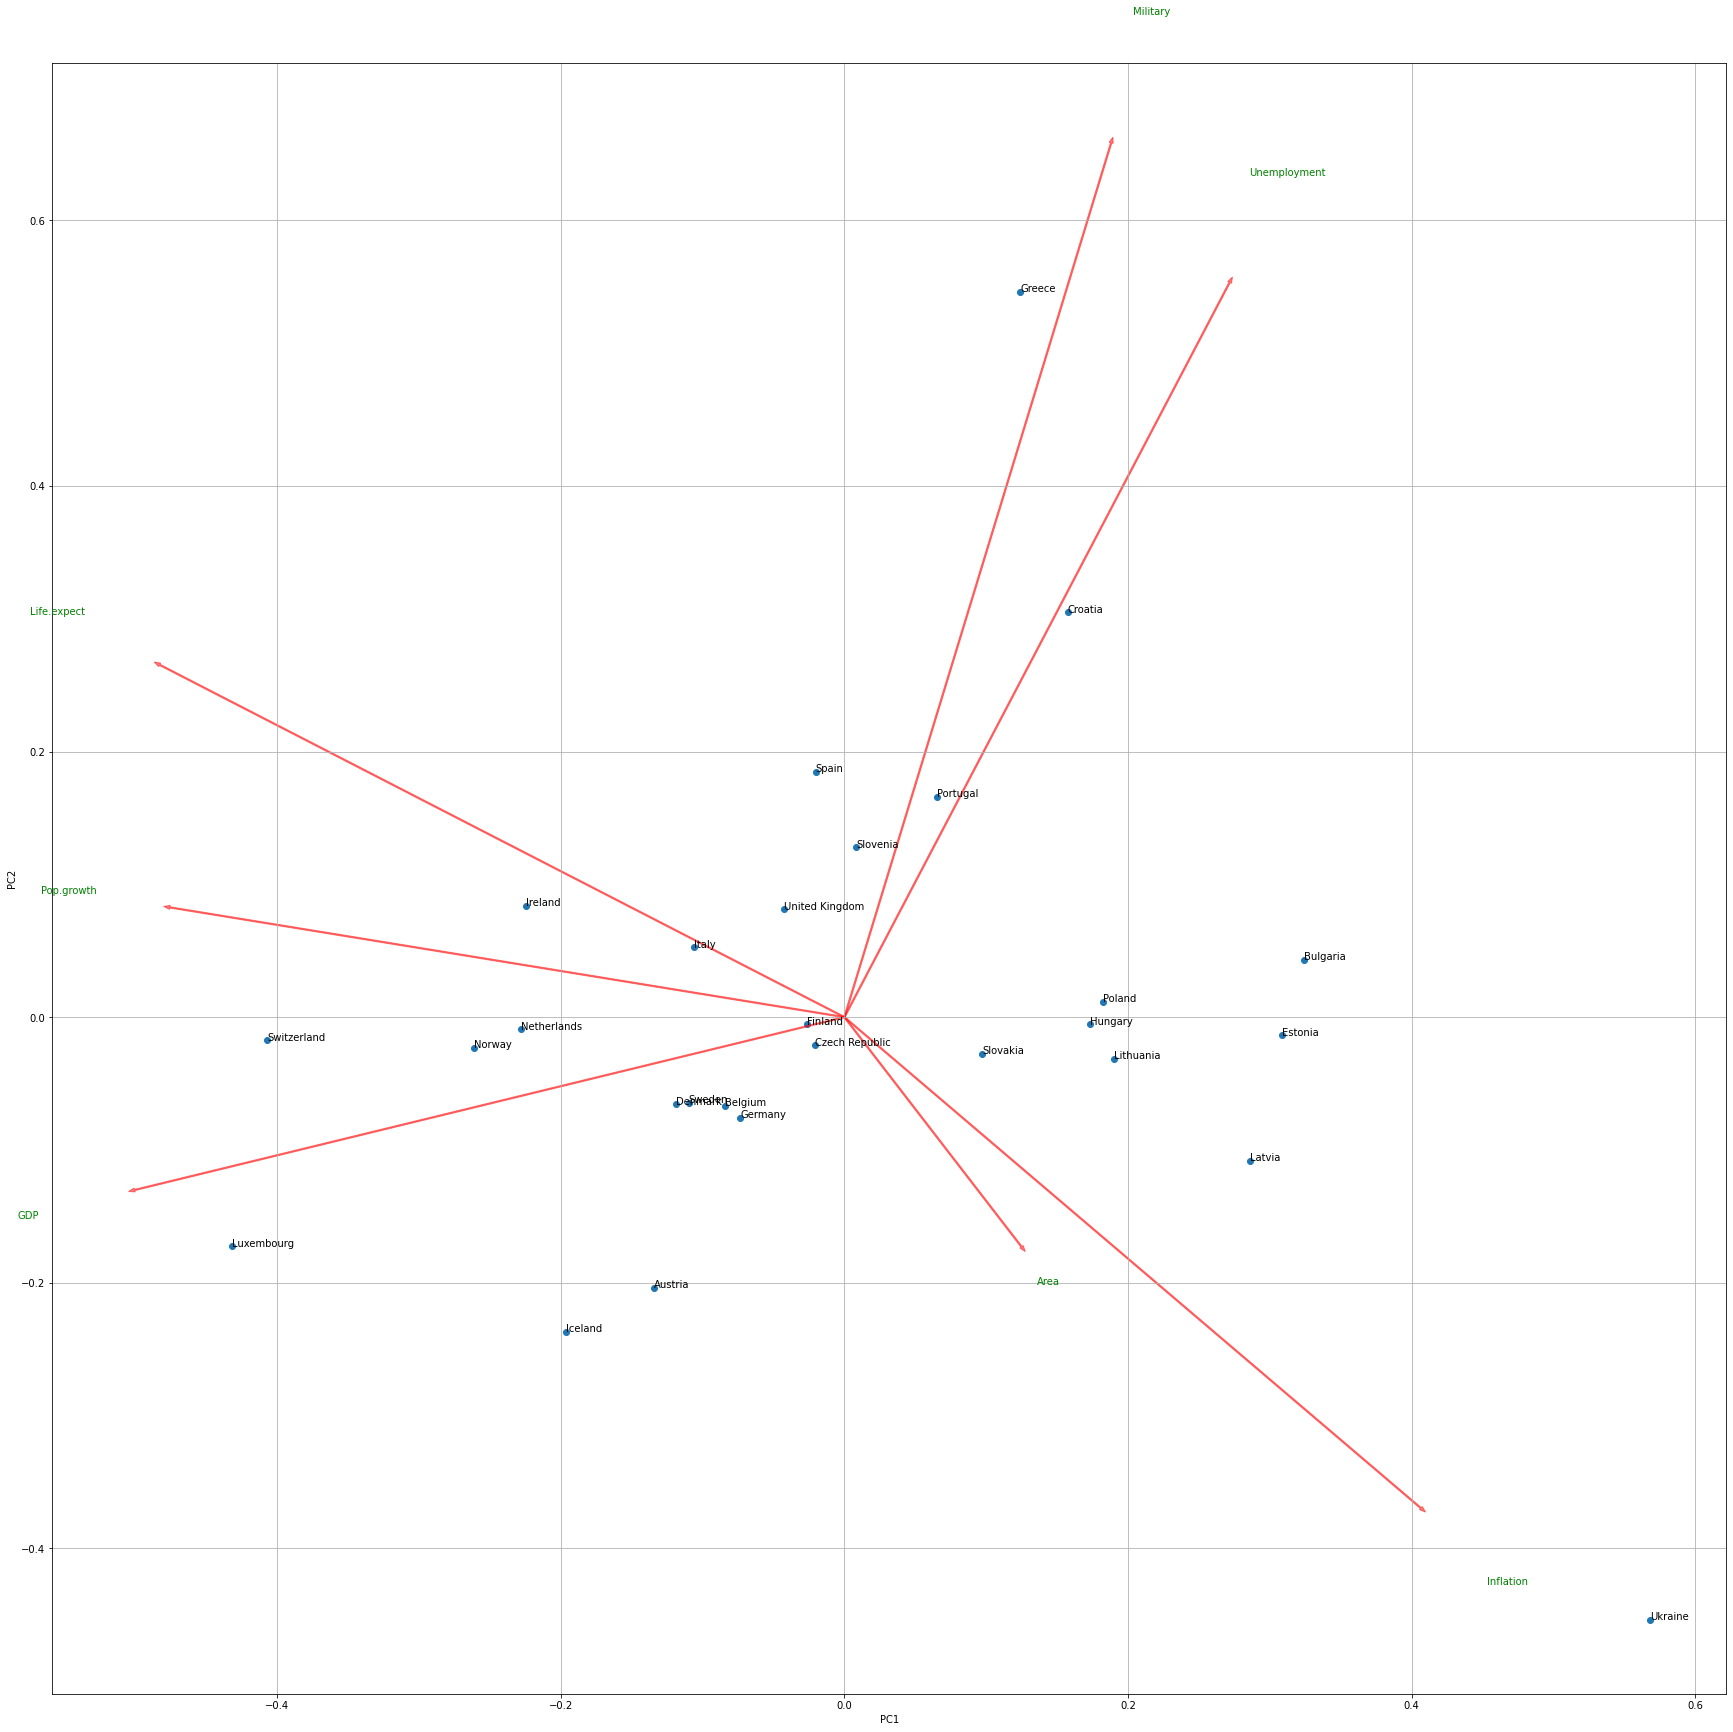 Military
Unemployment
0.6
Greece
0.4
Croatia
Life.expect
0.2
Spain
Portugal
Slovenia
PC2
Pop.growth
Ireland
United Kingdom
Italy
Bulgaria
Poland
0.0
Finland
Hungary
Netherlands
Switzerland
Estonia
Norway
Czech Republic
Slovakia
Lithuania
Denmark
Sweden
Belgium
Germany
Latvia
GDP
Luxembourg
−0.2
Area
Austria
Iceland
−0.4
Inflation
Ukraine
−0.4
−0.2
0.0
0.2
0.4
0.6
PC1